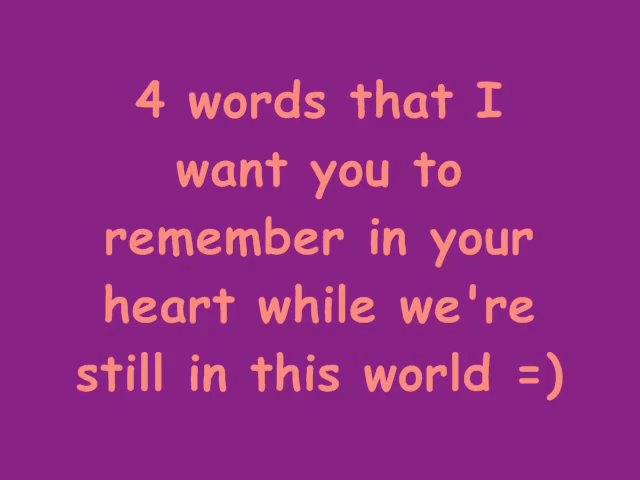 4 words that I
want you to
remember in your
heart while we're
still in this world =)